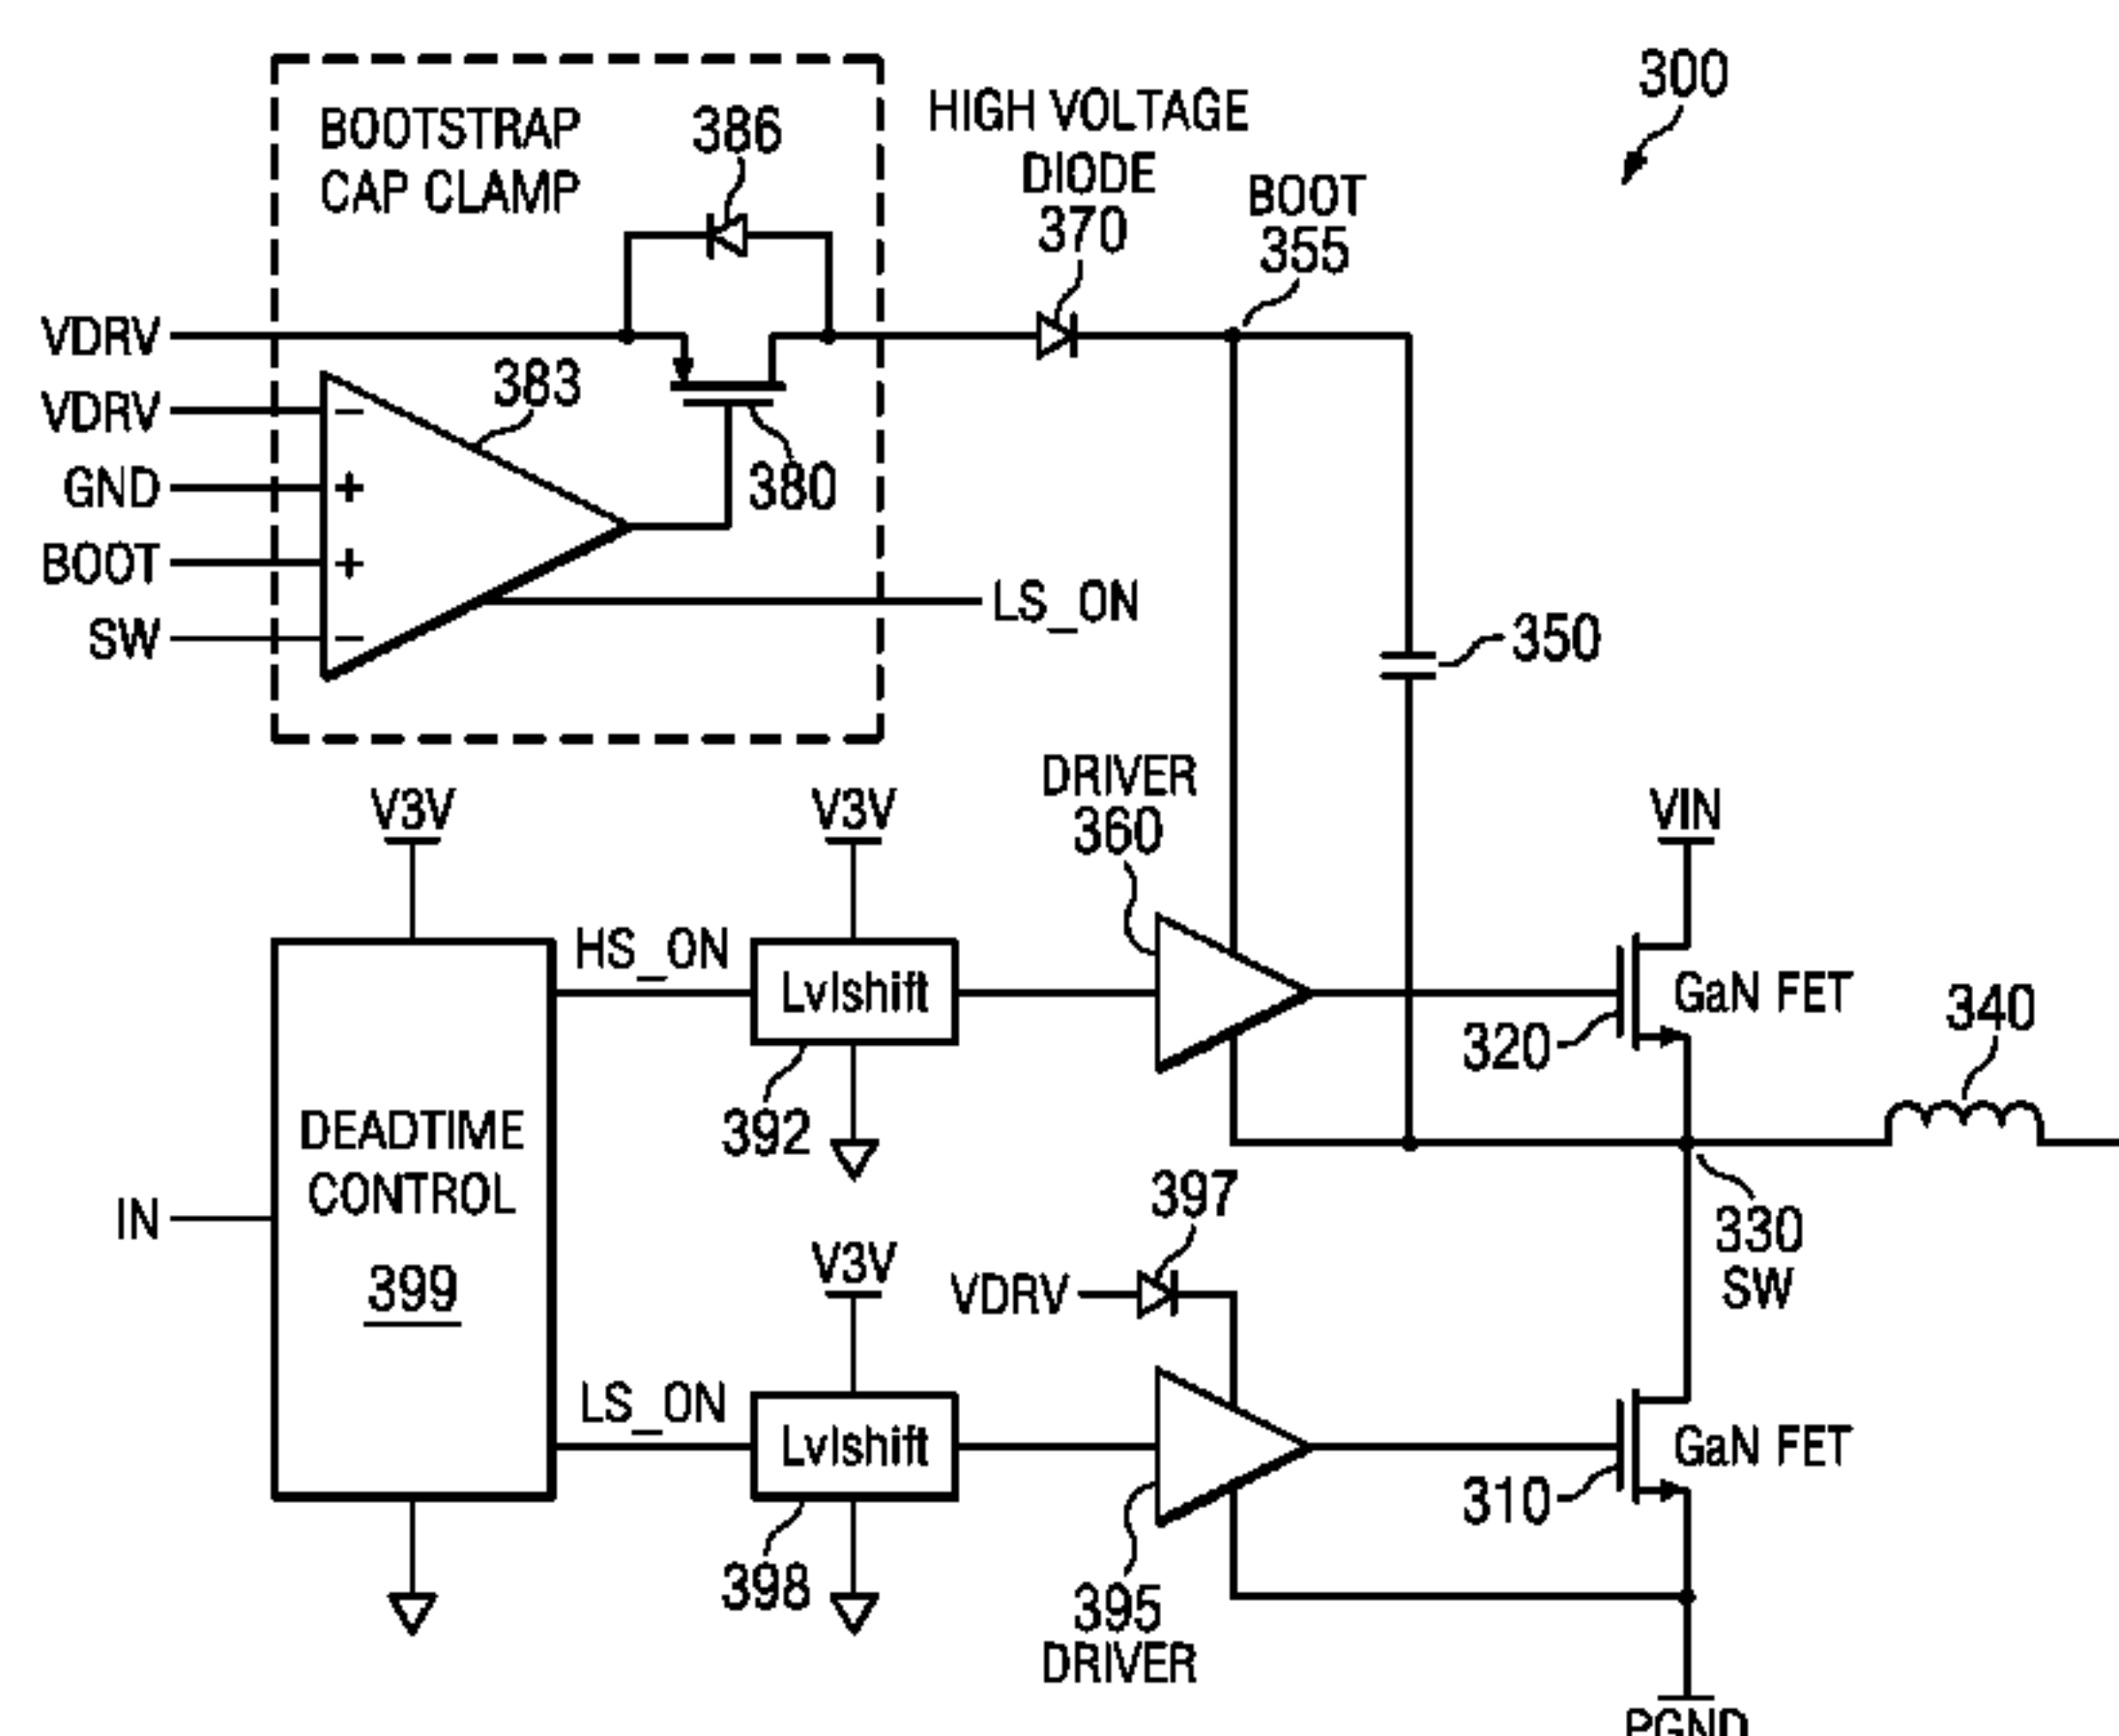 300
BOOTSTRAP
CAP CLAMP
386
HIGH VOLTAGE
DIODE
370
BOOT
355
VDRV
VDRV
383
GND
380
BOOT
LS_ON
SW
350
V3V
V3V
DRIVER
360
VIN
HS_ON
Lvlshift
GaN FET
320
340
392
DEADTIME
CONTROL
399
IN
397
330
SW
V3V
VDRV
LS_ON
Lvlshift
GaN FET
310
398
395
DRIVER
PGND
+
+
−
−